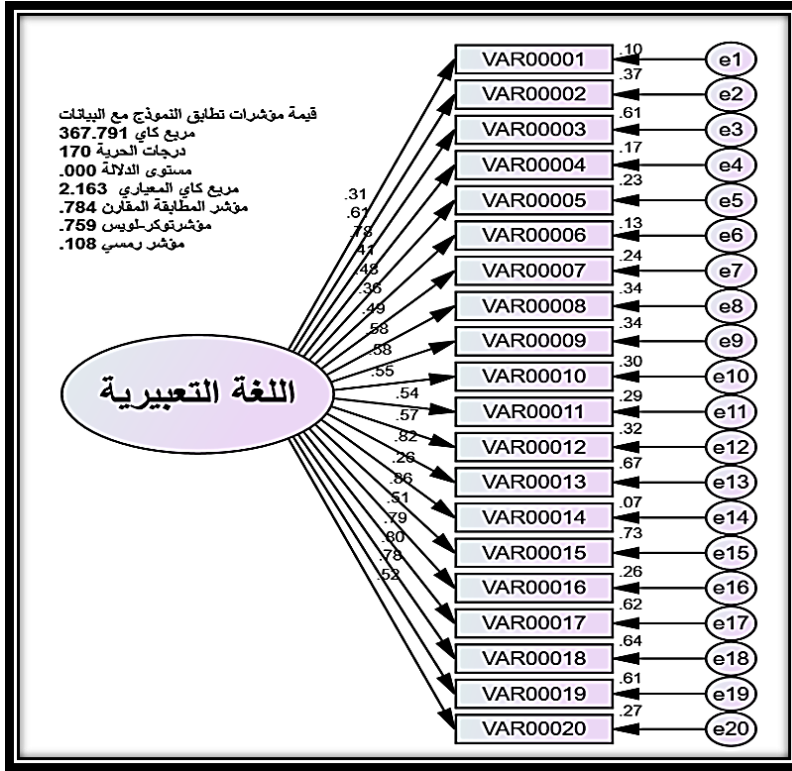 قيمة مؤشرات تطابق النموذج مع البيانات
مربع كاي 367.791
درجات الحرية 170
مستوى الدلالة 000.
مربع كاي المعياري 2.163
مؤشر المطابقة المقارن 784.
مؤشرتوكر-لويس 759.
مؤشر رمسي 108.
اللغة التعبيرية
.31
.61
.78
.41
.48
.36
.49
.58
.58
.55
.54
.57
.82
.26
.86
.51
.79
.80
.78
.52
VAR00001 .10 e1
VAR00002 .37 e2
VAR00003 .61 e3
VAR00004 .17 e4
VAR00005 .23 e5
VAR00006 .13 e6
VAR00007 .24 e7
VAR00008 .34 e8
VAR00009 .34 e9
VAR00010 .30 e10
VAR00011 .29 e11
VAR00012 .32 e12
VAR00013 .67 e13
VAR00014 .07 e14
VAR00015 .73 e15
VAR00016 .26 e16
VAR00017 .62 e17
VAR00018 .64 e18
VAR00019 .61 e19
VAR00020 .27 e20